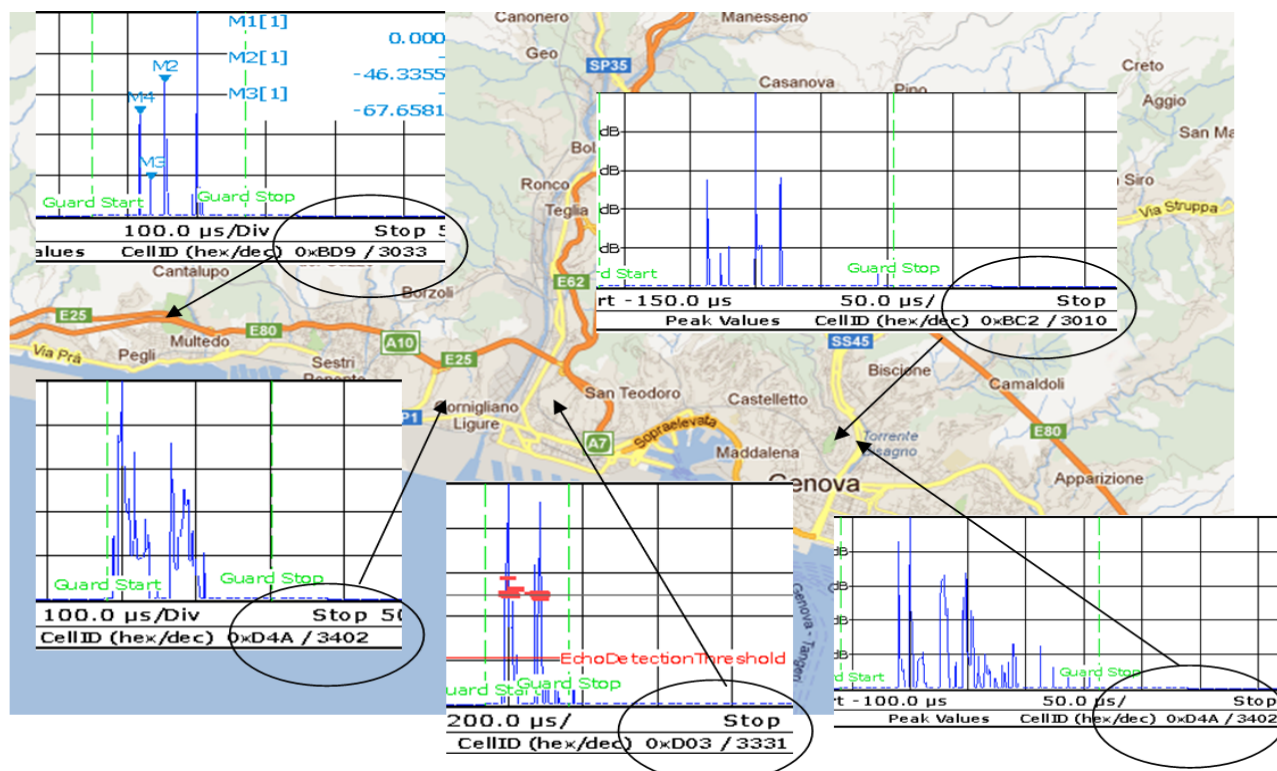 Canonero
Manesseno
Geo
SP35
Creto
Casanova
Pino
Aggio
San Ma
Siro
Via Struppa
Bol
Ronco
Teglia
E62
M1[1]
0.000
M2[1]
-46.3355
M3[1]
-67.6581
M2
M4
M3
Guard Start
Guard Stop
100.0 µs/Div
Stop 5
alues CellID (hex/dec) 0xBD9 / 3033
dB
dB
dB
dB
d Start
Guard Stop
rt -150.0 µs
50.0 µs/
Stop
Peak Values CellID (hex/dec) 0xBC2 / 3010
Cantalupo
Borzoli
E25
Multedo
E80
A10
E25
Via Prà
Pegli
Sestri
SS45
Biscione
Camaldoli
San Teodoro
Castelletto
P1
Cornigliano
Ligure
A7
Sopraelevata
Maddalena
Torrente
Bisagno
E80
Genova
Apparizione
Guard Start
Guard Stop
100.0 µs/Div
Stop 50
CellID (hex/dec) 0xD4A / 3402
EchoDetectionThreshold
uard Star
Guard Stop
200.0 µs/
Stop
CellID (hex/dec) 0xD03 / 3331
Genova - Tanger
dB
dB
dB
dB
d Start
Guard Stop
rt -100.0 µs
50.0 µs/
Stop
Peak Values CellID (hex/dec) 0xD4A / 3402